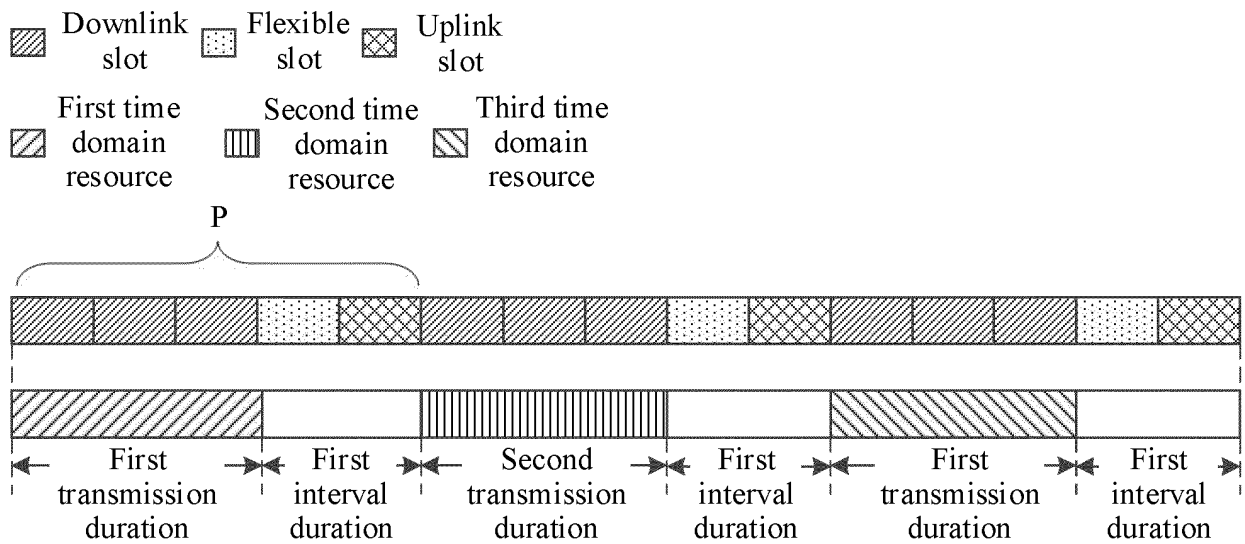 Downlink slot
Flexible slot
Uplink slot
First time domain resource
Second time domain resource
Third time domain resource
P
First transmission duration
First interval duration
Second transmission duration
First interval duration
First transmission duration
First interval duration